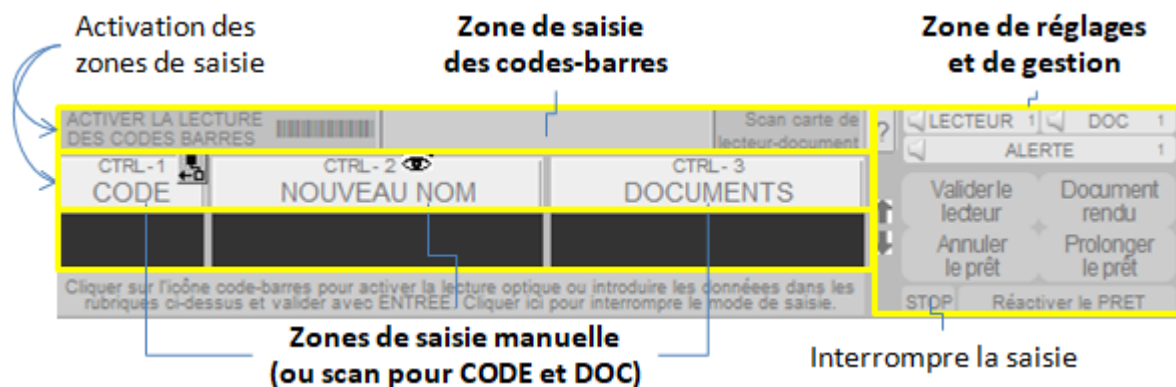 Activation des
zones de saisie
Zone de saisie
des codes-barres
Zone de réglages
et de gestion
ACTIVER LA LECTURE
DES CODES BARRES
Scan carte de
lecteur-document
?
LECTEUR 1
DOC 1
ALERTE 1
CTRL - 1
CODE
CTRL - 2
NOUVEAU NOM
CTRL - 3
DOCUMENTS
Valider le
lecteur
Document
rendu
Annuler
le prêt
Prolonger
le prêt
Cliquer sur l'icône code-barres pour activer la lecture optique ou introduire les donnéees dans les
rubriques ci-dessus et valider avec ENTREE. Cliquer ici pour interrompre le mode de saisie.
STOP
Réactiver le PRET
Zones de saisie manuelle
(ou scan pour CODE et DOC)
Interrompre la saisie